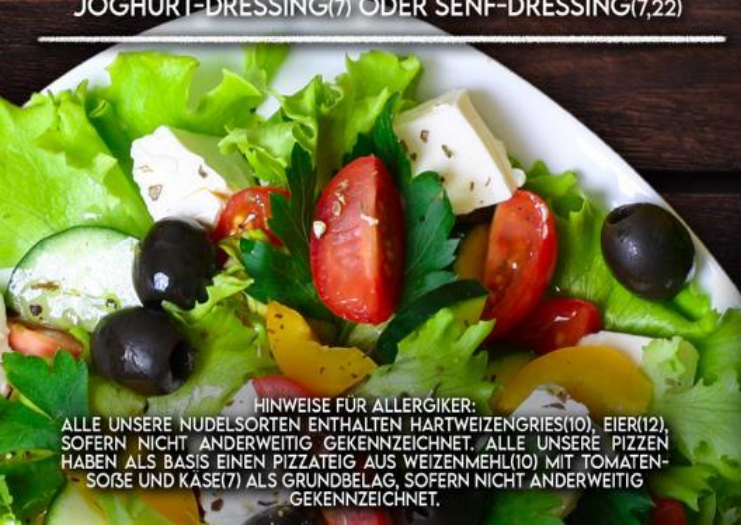 JOGHURT-DRESSING(7) ODER SENF-DRESSING(7,22)
HINWEISE FÜR ALLERGIKER:
ALLE UNSERE NUDELSORTEN ENTHALTEN HARTWEIZENGRIES(10), EIER(12),
SOFERN NICHT ANDERWEITIG GEKENNZEICHNET. ALLE UNSERE PIZZEN
HABEN ALS BASIS EINEN PIZZATEIG AUS WEIZENMEHL(10) MIT TOMATEN-
SOßE UND KÄSE(7) ALS GRUNDBELAG, SOFERN NICHT ANDERWEITIG
GEKENNZEICHNET.